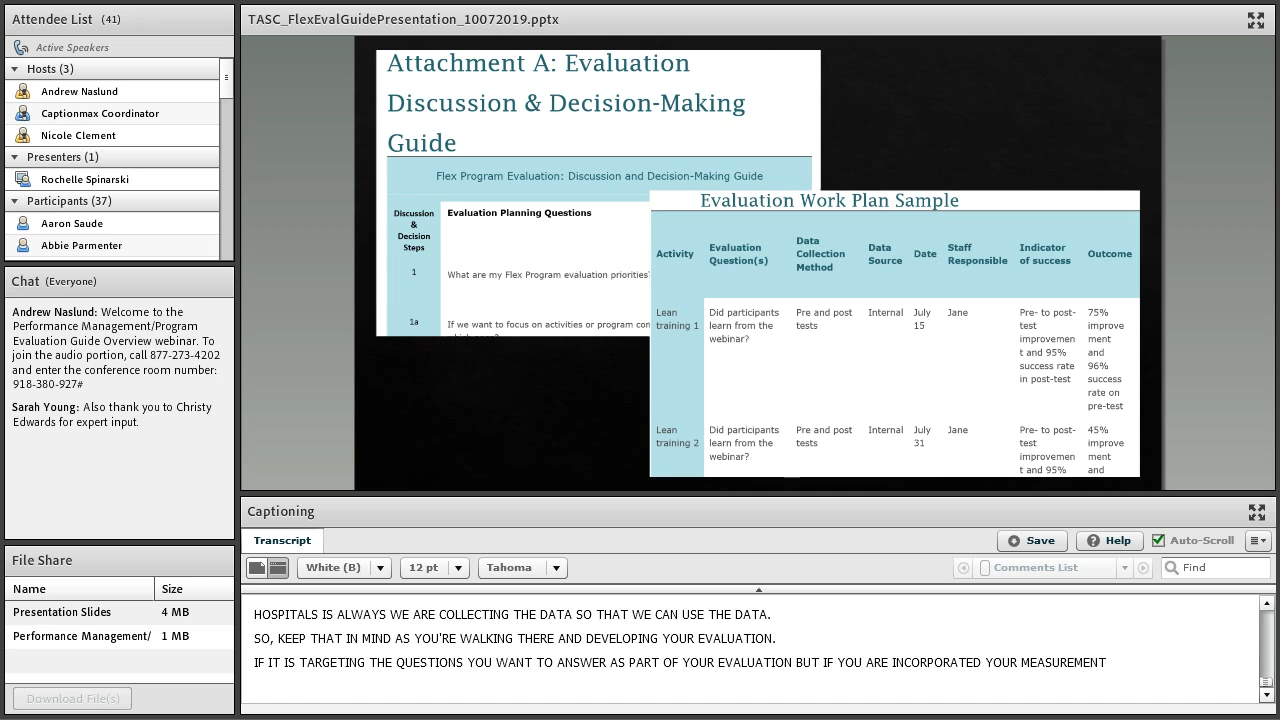 Attendee List (41)
Active Speakers
Hosts (3)
Andrew Naslund
Captionmax Coordinator
Nicole Clement
Presenters (1)
Rochelle Spinarski
Participants (37)
Aaron Saude
Abbie Parmenter
Chat (Everyone)
Andrew Naslund: Welcome to the
Performance Management/Program
Evaluation Guide Overview webinar. To
join the audio portion, call 877-273-4202
and enter the conference room number:
918-380-927#
Sarah Young: Also thank you to Christy
Edwards for expert input.
File Share
Name Size
Presentation Slides 4 MB
Performance Management/ 1 MB
Download File(s)
TASC_FlexEvalGuidePresentation_10072019.pptx
Attachment A: Evaluation
Discussion & Decision-Making
Guide
Flex Program Evaluation: Discussion and Decision-Making Guide
Discussion
&
Decision
Steps
Evaluation Planning Questions
1
What are my Flex Program evaluation priorities
1a
If we want to focus on activities or program
Evaluation Work Plan Sample
Activity
Evaluation
Question(s)
Data
Collection
Method
Data
Source
Date
Staff
Responsible
Indicator
of success
Outcome
Lean
training 1
Did participants
learn from the
webinar?
Pre and post
tests
Internal
July
15
Jane
Pre- to post-
test
improvemen
t and 95%
success rate
in post-test
75%
improve
ment
and
96%
success
rate on
pre-test
Lean
training 2
Did participants
learn from the
webinar?
Pre and post
tests
Internal
July
31
Jane
Pre- to post-
test
improvemen
t and 95%
45%
improve
ment
and
Captioning
Transcript
Save
Help
Auto-Scroll
White (B)
12 pt
Tahoma
Comments List
Find
HOSPITALS IS ALWAYS WE ARE COLLECTING THE DATA SO THAT WE CAN USE THE DATA.
SO, KEEP THAT IN MIND AS YOU'RE WALKING THERE AND DEVELOPING YOUR EVALUATION.
IF IT IS TARGETING THE QUESTIONS YOU WANT TO ANSWER AS PART OF YOUR EVALUATION BUT IF YOU ARE INCORPORATED YOUR MEASUREMENT